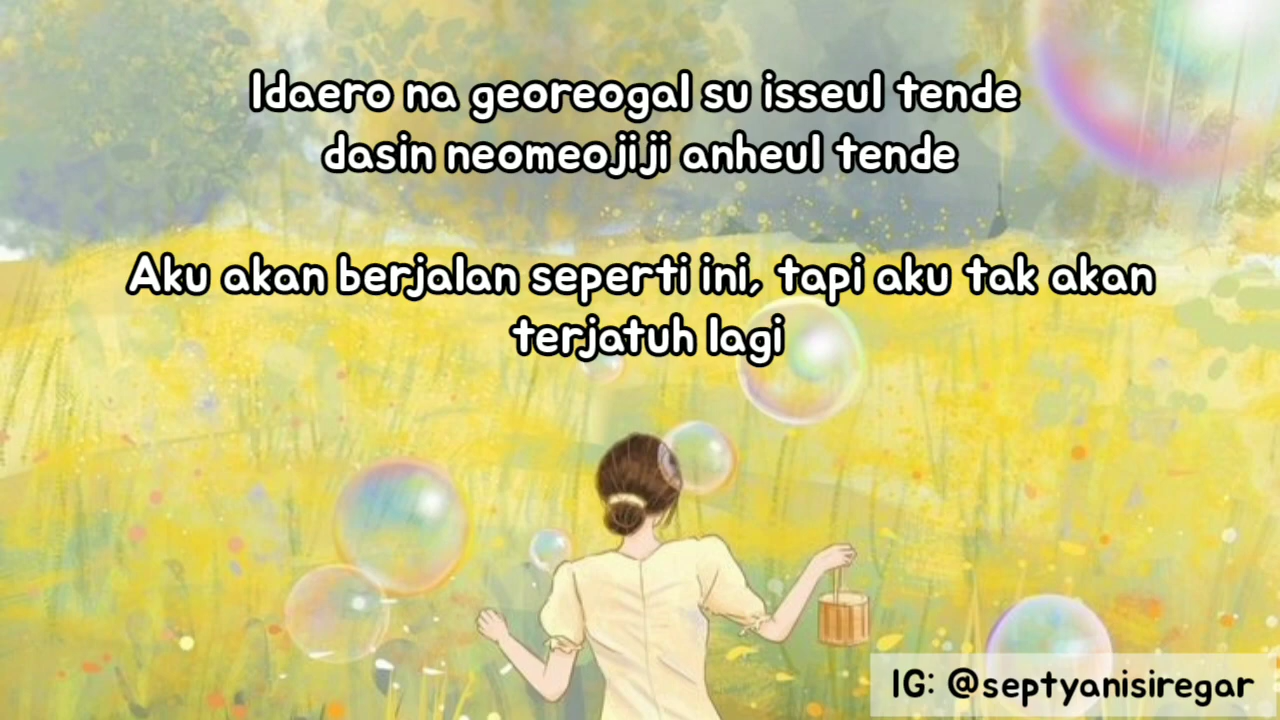 Idaero na georeogal su isseul tende
dasin neomeojiji anheul tende
Aku akan berjalan seperti ini, tapi aku tak akan
terjatuh lagi
IG: @septyanisiregar